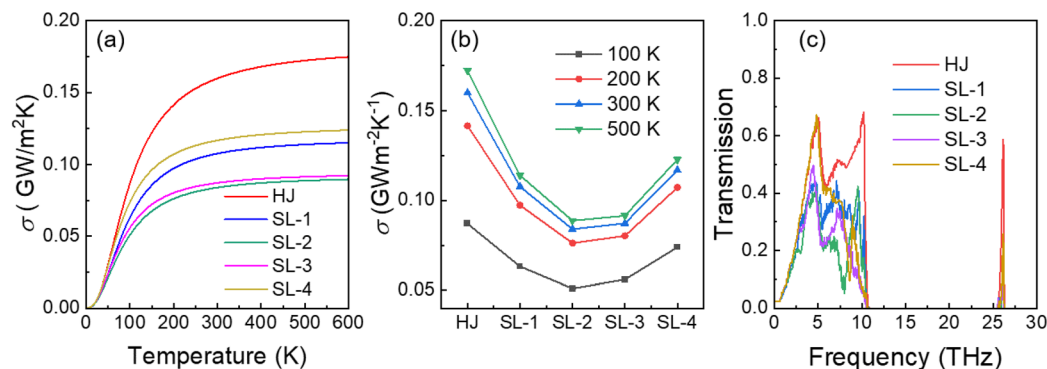 (a)
0.20
0.15
0.10
0.05
0.00
σ ( GW/m²K)
HJ
SL-1
SL-2
SL-3
SL-4
0 100 200 300 400 500 600
Temperature (K)
(b)
0.20
0.15
0.10
0.05
σ (GWm⁻²K⁻¹)
100 K
200 K
300 K
500 K
HJ SL-1 SL-2 SL-3 SL-4
(c)
1.0
0.8
0.6
0.4
0.2
0.0
Transmission
HJ
SL-1
SL-2
SL-3
SL-4
0 5 10 15 20 25 30
Frequency (THz)